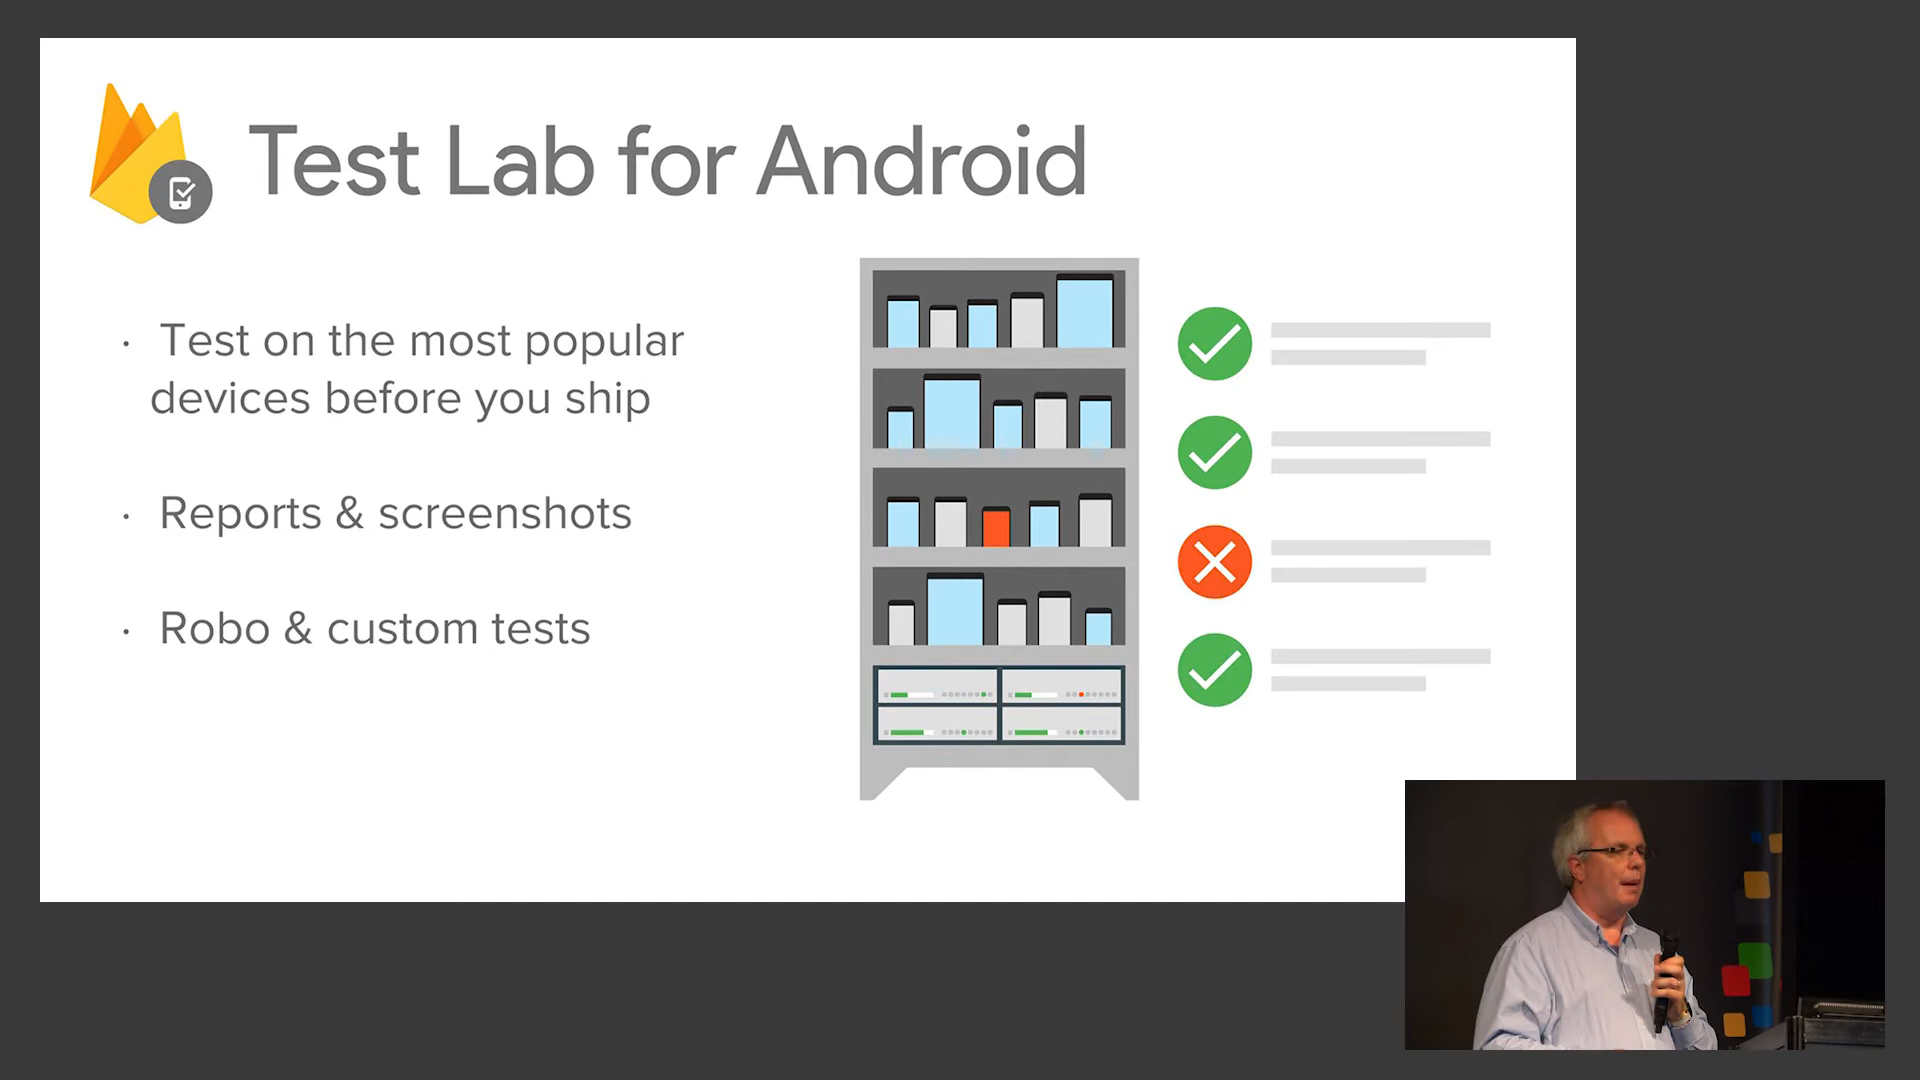 Test Lab for Android
· Test on the most popular
devices before you ship
· Reports & screenshots
· Robo & custom tests